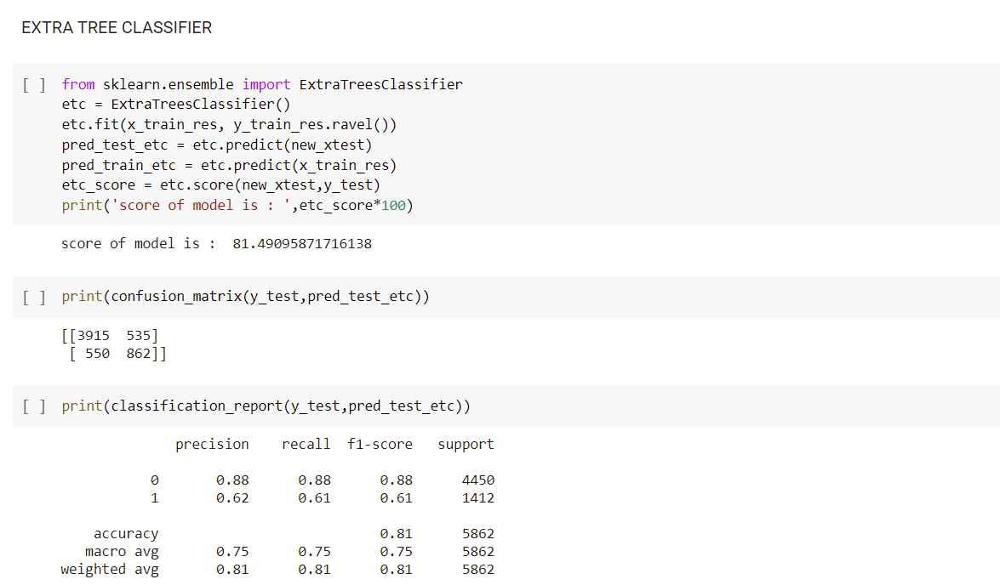 EXTRA TREE CLASSIFIER
[ ] from sklearn.ensemble import ExtraTreesClassifier
etc = ExtraTreesClassifier()
etc.fit(x_train_res, y_train_res.ravel())
pred_test_etc = etc.predict(new_xtest)
pred_train_etc = etc.predict(x_train_res)
etc_score = etc.score(new_xtest,y_test)
print('score of model is : ',etc_score*100)
score of model is :  81.49095871716138
[ ] print(confusion_matrix(y_test,pred_test_etc))
[[3915  535]
 [ 550  862]]
[ ] print(classification_report(y_test,pred_test_etc))
precision    recall  f1-score   support
0       0.88      0.88      0.88      4450
1       0.62      0.61      0.61      1412
accuracy                           0.81      5862
macro avg       0.75      0.75      0.75      5862
weighted avg       0.81      0.81      0.81      5862